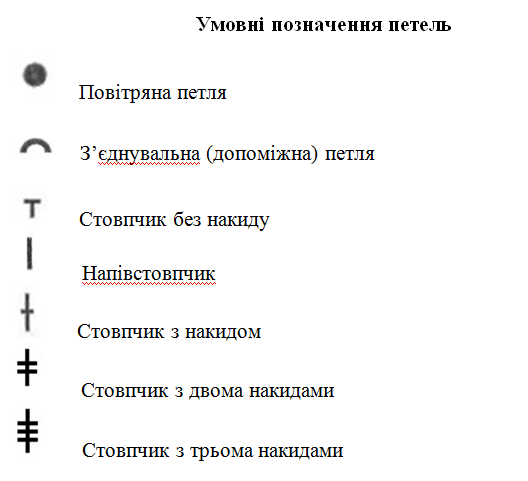 Умовні позначення петель
Повітряна петля
З’єднувальна (допоміжна) петля
Стовпчик без накиду
Напівстовпчик
Стовпчик з накидом
Стовпчик з двома накидами
Стовпчик з трьома накидами